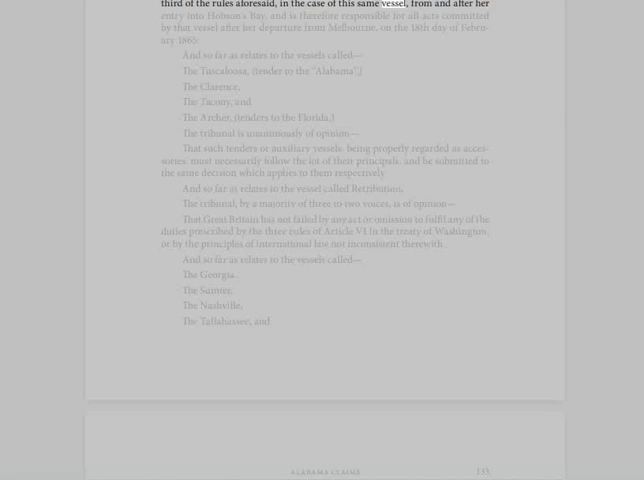 third of the rules aforesaid, in the case of this same vessel, from and after her
entry into Hobson's Bay, and is therefore responsible for all acts committed
by that vessel after her departure from Melbourne, on the 18th day of Febru-
ary 1865;
And so far as relates to the vessels called—
The Tuscaloosa, (tender to the "Alabama",)
The Clarence,
The Tacony, and
The Archer, (tenders to the Florida,)
The tribunal is unanimously of opinion—
That such tenders or auxiliary vessels, being properly regarded as acces-
sories, must necessarily follow the lot of their principals, and be submitted to
the same decision which applies to them respectively.
And so far as relates to the vessel called Retribution,
The tribunal, by a majority of three to two voices, is of opinion—
That Great Britain has not failed by any act or omission to fulfil any of the
duties prescribed by the three rules of Article VI in the treaty of Washington,
or by the principles of international law not inconsistent therewith.
And so far as relates to the vessels called—
The Georgia,
The Sumter,
The Nashville,
The Tallahassee, and
ALABAMA CLAIMS 133